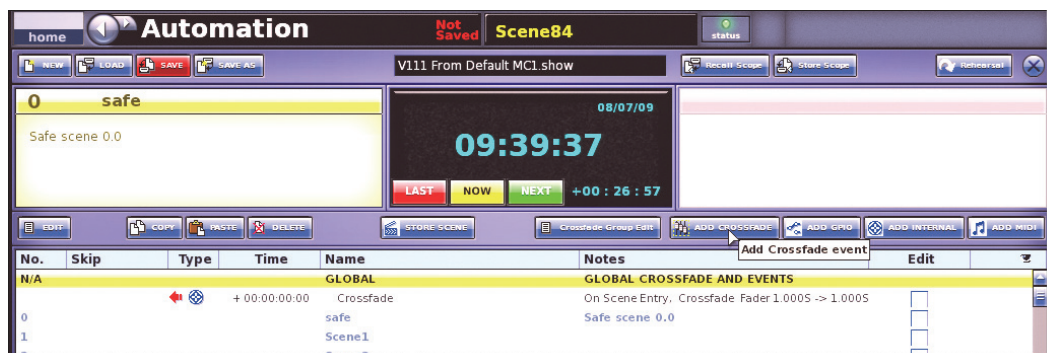 home Automation Not Saved Scene84 status
NEW LOAD SAVE SAVE AS V111 From Default MC1.show Recall Scope Store Scope Rehearsal
0 safe
Safe scene 0.0
08/07/09
09:39:37
LAST NOW NEXT +00 : 26 : 57
EDIT COPY PASTE DELETE STORE SCENE Crossfade Group Edit ADD CROSSFADE ADD GPIO ADD INTERNAL ADD MIDI
Add Crossfade event
No. Skip Type Time Name Notes Edit
N/A GLOBAL GLOBAL CROSSFADE AND EVENTS
+ 00:00:00:00 Crossfade On Scene Entry, Crossfade Fader 1.000S -> 1.000S
0 safe Safe scene 0.0
1 Scene1